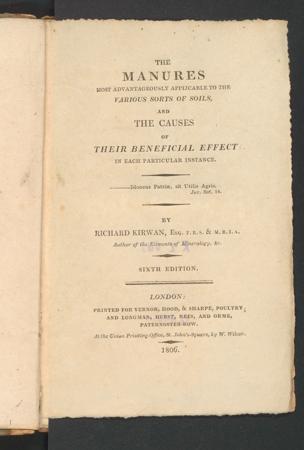 THE
MANURES
MOST ADVANTAGEOUSLY APPLICABLE TO THE
VARIOUS SORTS OF SOILS,
AND
THE CAUSES
OF
THEIR BENEFICIAL EFFECT
IN EACH PARTICULAR INSTANCE.
——Idoneus Patriæ, sit Utilis Agris.
Juv. Sat. 14.
BY
RICHARD KIRWAN, ESQ. F.R.S. & M.R.I.A.
Author of the Elements of Mineralogy, &c.
SIXTH EDITION.
LONDON:
PRINTED FOR VERNOR, HOOD, & SHARPE, POULTRY;
AND LONGMAN, HURST, REES, AND ORME,
PATERNOSTER-ROW.
At the Union Printing-Office, St. John's-Square, by W. Wilson.
1806.